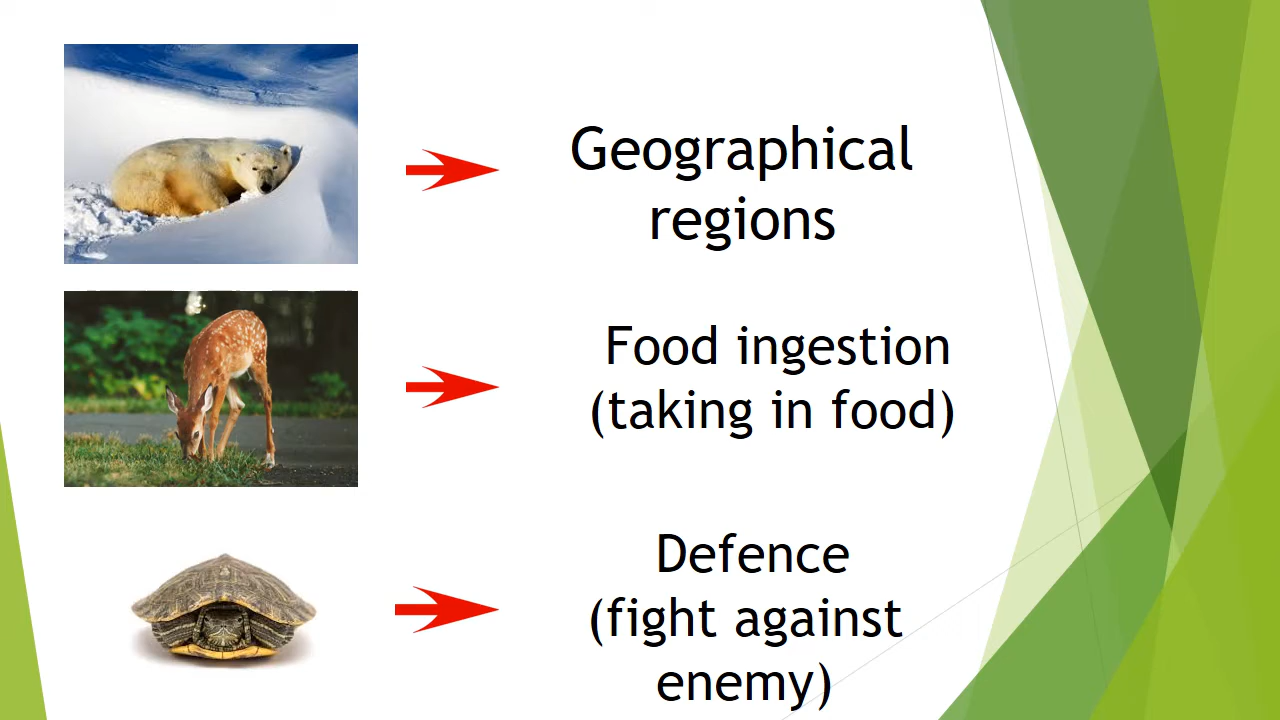 Geographical
regions
Food ingestion
(taking in food)
Defence
(fight against
enemy)